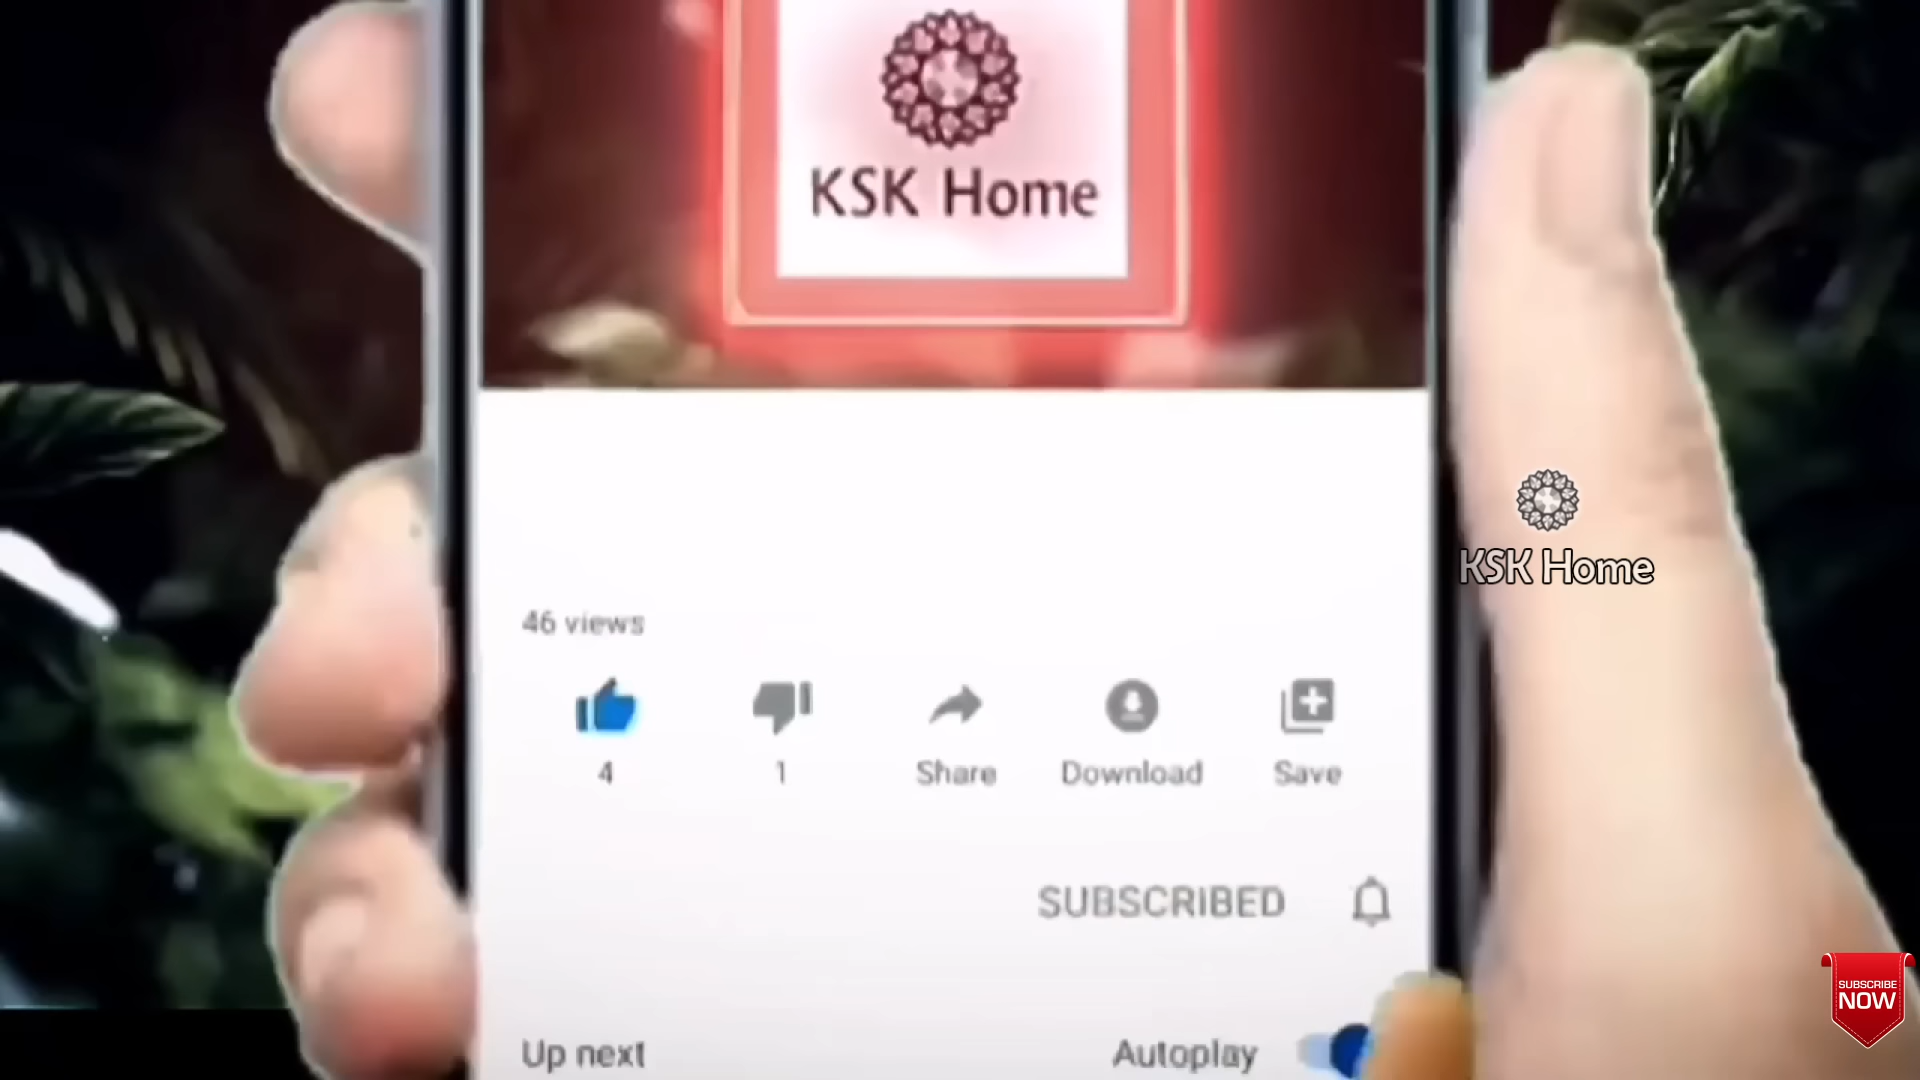 KSK Home
46 views
4
1
Share
Download
Save
SUBSCRIBED
Up next
Autoplay
KSK Home
SUBSCRIBE
NOW